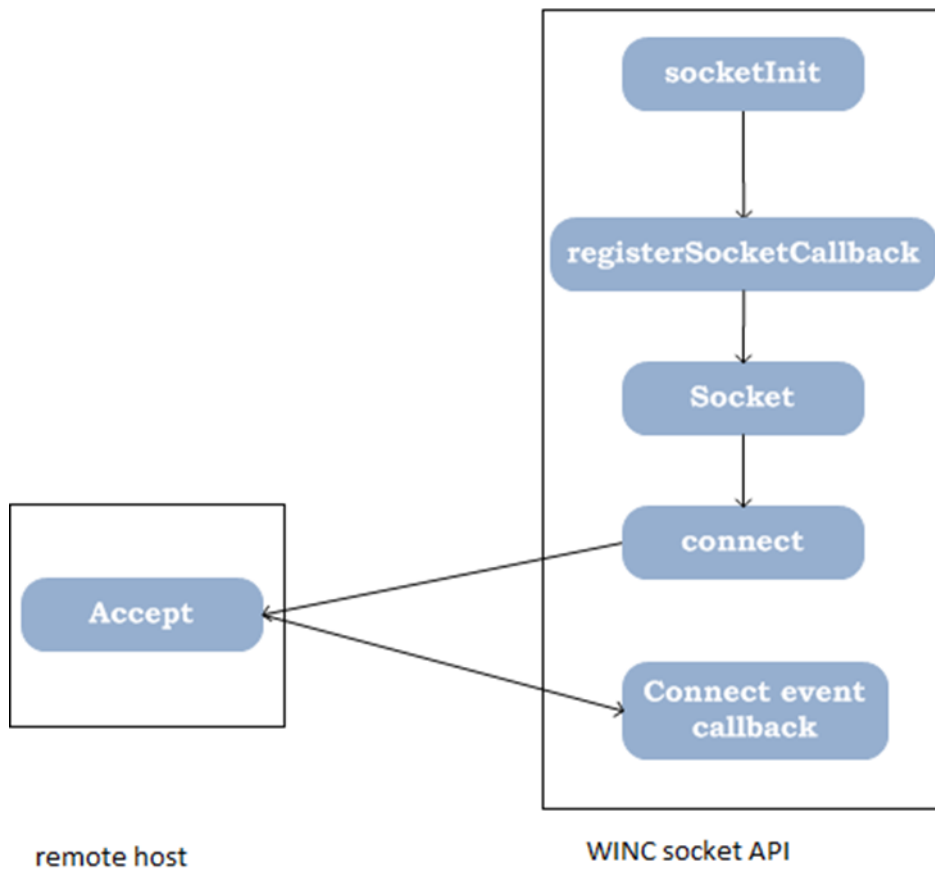 socketInit
registerSocketCallback
Socket
connect
Accept
Connect event
callback
remote host
WINC socket API